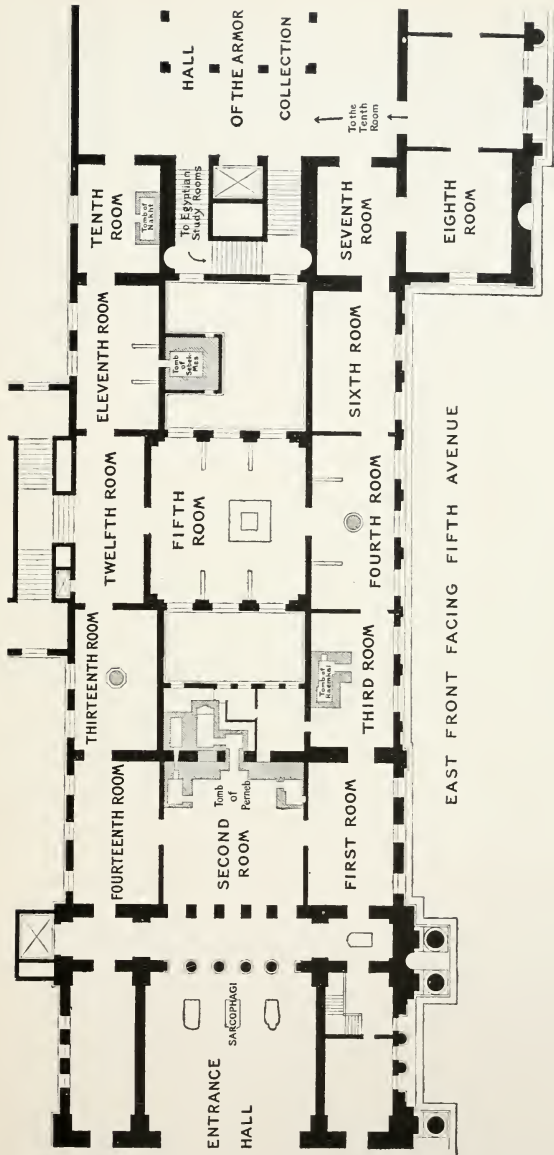 HALL
OF THE ARMOR
COLLECTION
To the
Tenth
Room
TENTH
ROOM
Tomb of
Nakht
To Egyptian
Study Rooms
SEVENTH
ROOM
EIGHTH
ROOM
ELEVENTH ROOM
Tomb
of
SIXTH ROOM
TWELFTH ROOM
FIFTH
ROOM
FOURTH ROOM
THIRTEENTH ROOM
THIRD ROOM
Tomb of
Raemkai
FOURTEENTH ROOM
SECOND
ROOM
Tomb
of
Perneb
FIRST ROOM
ENTRANCE
HALL
SARCOPHAGI
EAST FRONT FACING FIFTH AVENUE